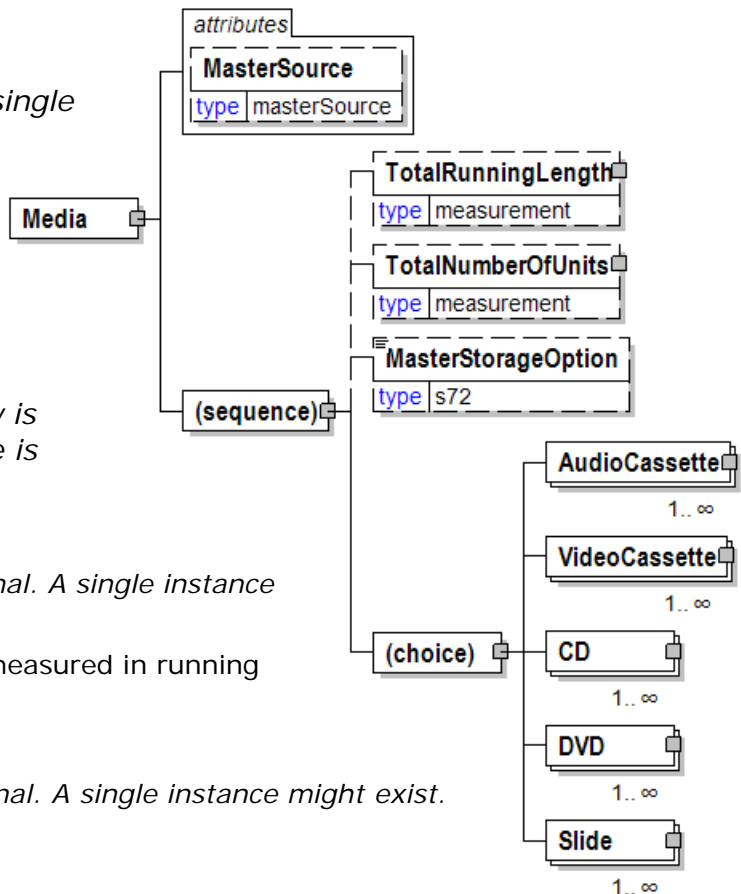 attributes
MasterSource
type masterSource
single
TotalRunningLength
type measurement
Media
TotalNumberOfUnits
type measurement
MasterStorageOption
type s72
is
(sequence)
e is
AudioCassette
1.. ∞
VideoCassette
1.. ∞
nal. A single instance
(choice)
CD
measured in running
1.. ∞
DVD
1.. ∞
nal. A single instance might exist.
Slide
1.. ∞